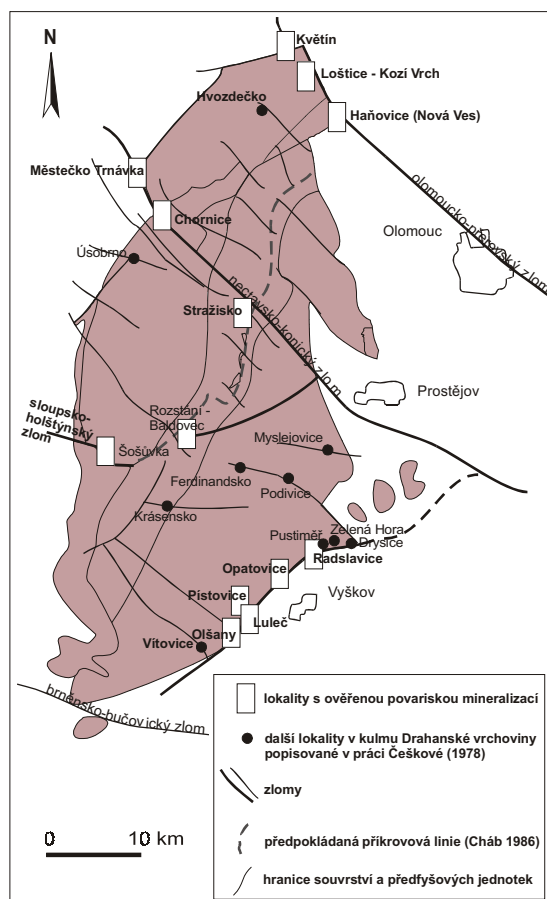 N
Květín
Loštice - Kozí Vrch
Hvozdečko
Haňovice (Nová Ves)
Městečko Trnávka
olomoucko-přerovský zlom
Chornice
Olomouc
Úsobrno
nectavsko-konický zlom
Stražisko
Prostějov
Rozstání -
Baldovec
sloupsko-
holštýnský
zlom
Šošůvka
Myslejovice
Ferdinandsko
Podivice
Krásensko
Zelená Hora
Pustiměř
Drysice
Radslavice
Opatovice
Pístovice
Vyškov
Luleč
Olšany
Vítovice
brněnsko-bučovický zlom
lokality s ověřenou povariskou mineralizací
další lokality v kulmu Drahanské vrchoviny
popisované v práci Češkové (1978)
zlomy
předpokládaná příkrovová linie (Cháb 1986)
hranice souvrství a předflyšových jednotek
0 10 km